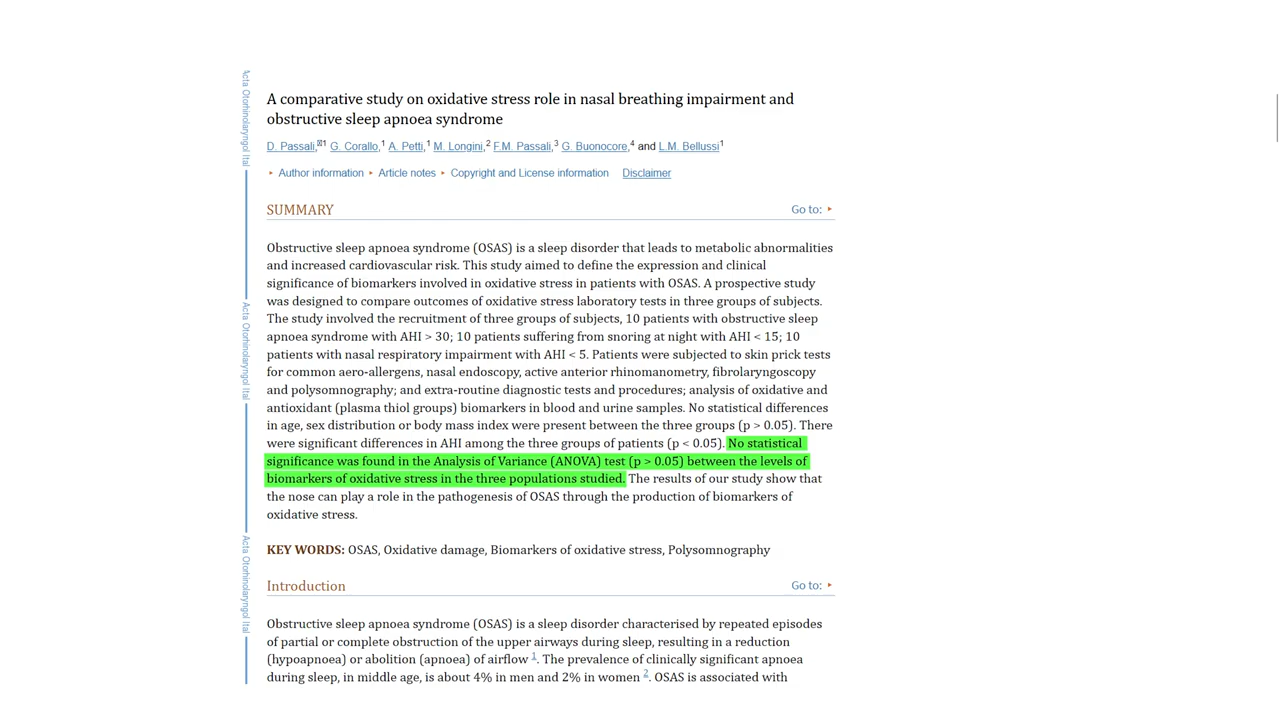 A comparative study on oxidative stress role in nasal breathing impairment and
obstructive sleep apnoea syndrome
D. Passali,1 G. Corallo,1 A. Petti,1 M. Longini,2 F.M. Passali,3 G. Buonocore,4 and L.M. Bellussi1
Author information Article notes Copyright and License information Disclaimer
SUMMARY Go to:
Obstructive sleep apnoea syndrome (OSAS) is a sleep disorder that leads to metabolic abnormalities
and increased cardiovascular risk. This study aimed to define the expression and clinical
significance of biomarkers involved in oxidative stress in patients with OSAS. A prospective study
was designed to compare outcomes of oxidative stress laboratory tests in three groups of subjects.
The study involved the recruitment of three groups of subjects, 10 patients with obstructive sleep
apnoea syndrome with AHI > 30; 10 patients suffering from snoring at night with AHI < 15; 10
patients with nasal respiratory impairment with AHI < 5. Patients were subjected to skin prick tests
for common aero-allergens, nasal endoscopy, active anterior rhinomanometry, fibrolaryngoscopy
and polysomnography; and extra-routine diagnostic tests and procedures; analysis of oxidative and
antioxidant (plasma thiol groups) biomarkers in blood and urine samples. No statistical differences
in age, sex distribution or body mass index were present between the three groups (p > 0.05). There
were significant differences in AHI among the three groups of patients (p < 0.05). No statistical
significance was found in the Analysis of Variance (ANOVA) test (p > 0.05) between the levels of
biomarkers of oxidative stress in the three populations studied. The results of our study show that
the nose can play a role in the pathogenesis of OSAS through the production of biomarkers of
oxidative stress.
KEY WORDS: OSAS, Oxidative damage, Biomarkers of oxidative stress, Polysomnography
Introduction Go to:
Obstructive sleep apnoea syndrome (OSAS) is a sleep disorder characterised by repeated episodes
of partial or complete obstruction of the upper airways during sleep, resulting in a reduction
(hypoapnoea) or abolition (apnoea) of airflow 1. The prevalence of clinically significant apnoea
during sleep, in middle age, is about 4% in men and 2% in women 2. OSAS is associated with
Acta Otorhinolaryngol Ital
Acta Otorhinolaryngol Ital
Acta Otorhinolaryngol Ital